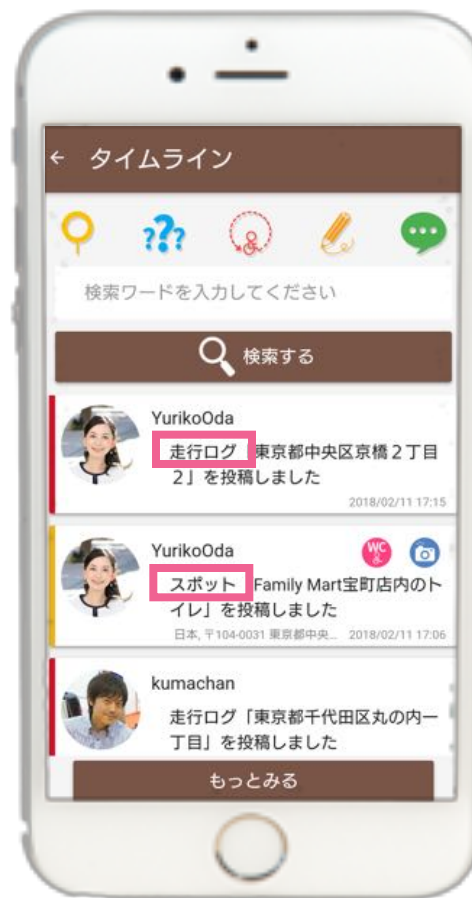 ← タイムライン
???
検索ワードを入力してください
検索する
YurikoOda
走行ログ 東京都中央区京橋2丁目
2」を投稿しました
2018/02/11 17:15
YurikoOda
WC
スポット Family Mart宝町店内のト
イレ」を投稿しました
日本, 〒104-0031 東京都中央... 2018/02/11 17:06
kumachan
走行ログ「東京都千代田区丸の内一
丁目」を投稿しました
もっとみる